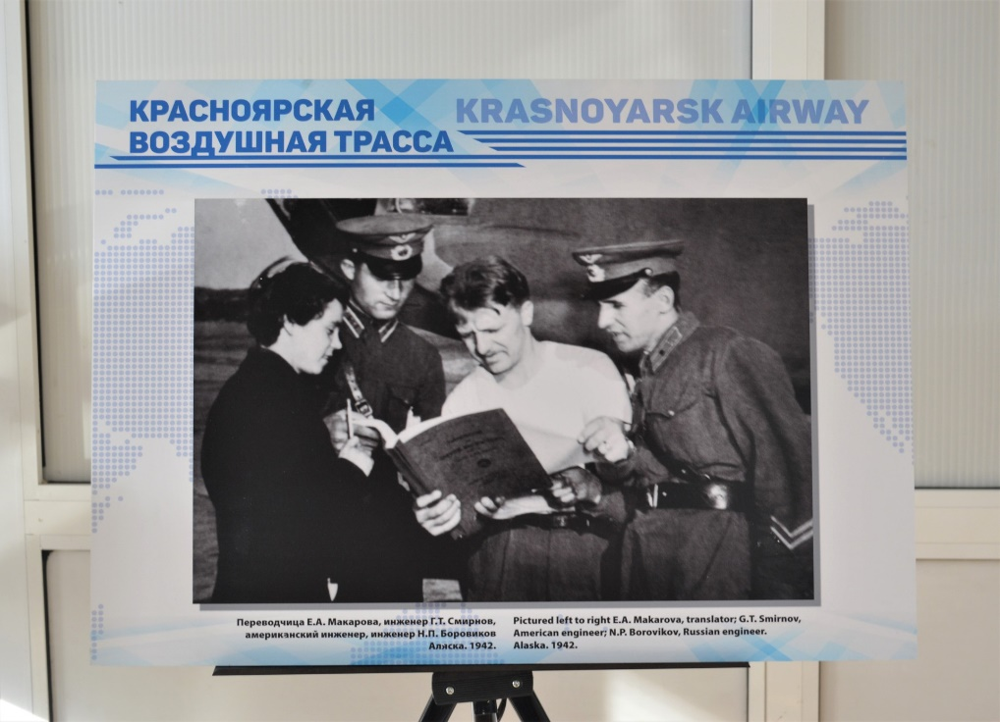 КРАСНОЯРСКАЯ
ВОЗДУШНАЯ ТРАССА
KRASNOYARSK AIRWAY
Переводчица Е.А. Макарова, инженер Г.Т. Смирнов,
американский инженер, инженер Н.П. Боровиков
Аляска. 1942.
Pictured left to right E.A. Makarova, translator; G.T. Smirnov,
American engineer; N.P. Borovikov, Russian engineer.
Alaska. 1942.